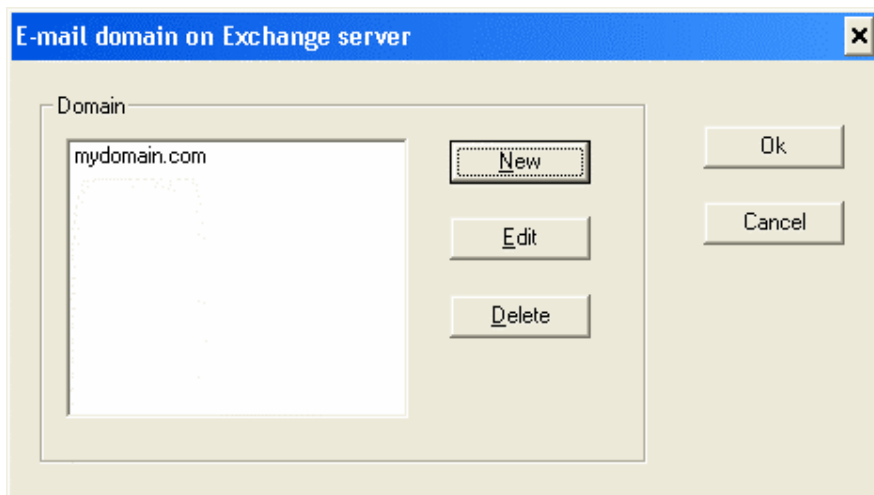 E-mail domain on Exchange server
Domain
mydomain.com
New
Edit
Delete
Ok
Cancel